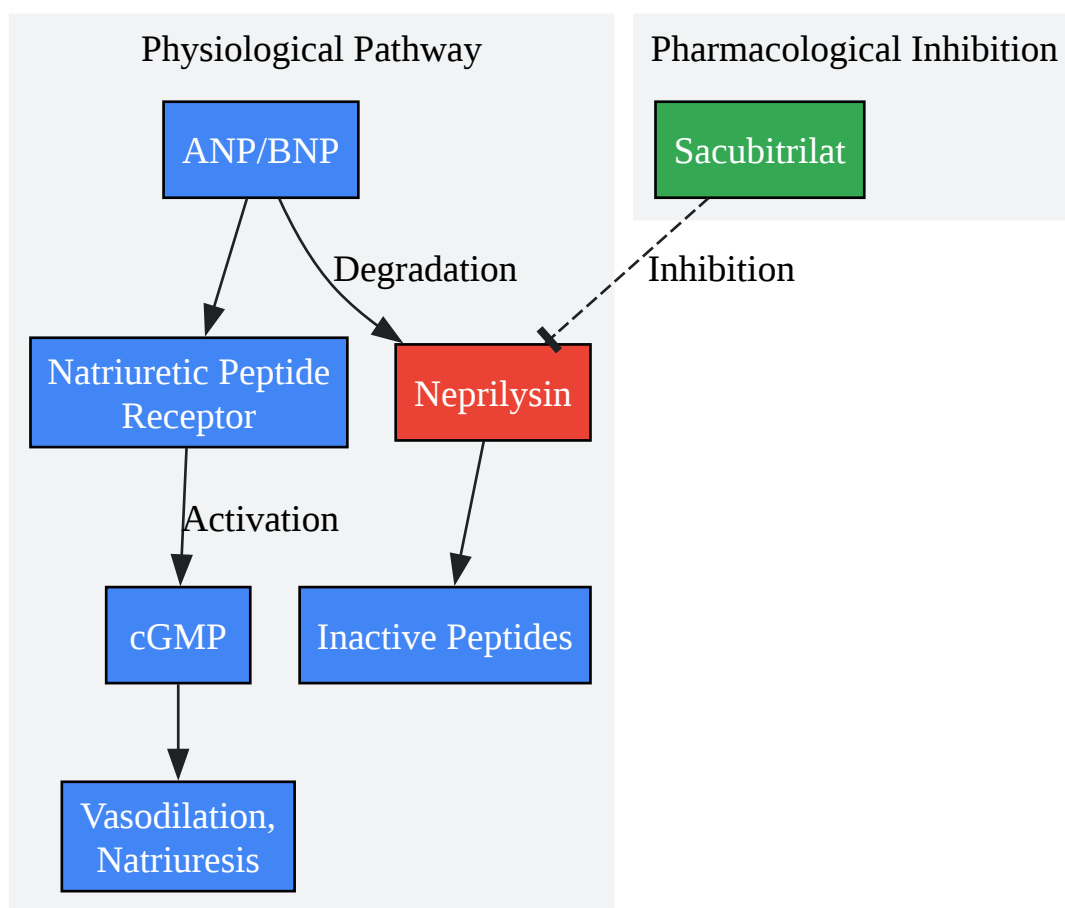 Physiological Pathway
Pharmacological Inhibition
ANP/BNP
Sacubitrilat
Degradation
Inhibition
Natriuretic Peptide
Receptor
Neprilysin
Activation
cGMP
Inactive Peptides
Vasodilation,
Natriuresis